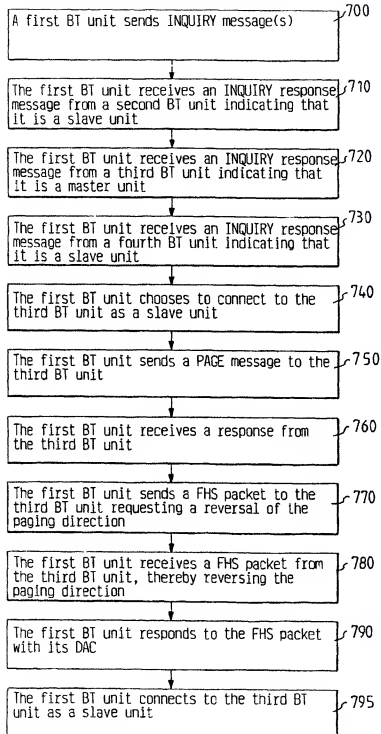 A first BT unit sends INQUIRY message(s)
700
The first BT unit receives an INQUIRY response
message from a second BT unit indicating that
it is a slave unit
710
The first BT unit receives an INQUIRY response
message from a third BT unit indicating that
it is a master unit
720
The first BT unit receives an INQUIRY response
message from a fourth BT unit indicating that
it is a slave unit
730
The first BT unit chooses to connect to the
third BT unit as a slave unit
740
The first BT unit sends a PAGE message to the
third BT unit
750
The first BT unit receives a response from
the third BT unit
760
The first BT unit sends a FHS packet to the
third BT unit requesting a reversal of the
paging direction
770
The first BT unit receives a FHS packet from
the third BT unit, thereby reversing the
paging direction
780
The first BT unit responds to the FHS packet
with its DAC
790
The first BT unit connects to the third BT
unit as a slave unit
795